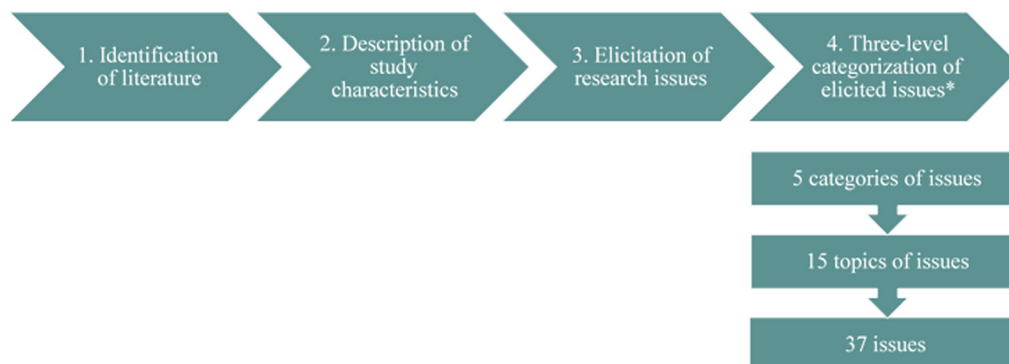 1. Identification
of literature
2. Description of
study
characteristics
3. Elicitation of
research issues
4. Three-level
categorization of
elicited issues*
5 categories of issues
15 topics of issues
37 issues